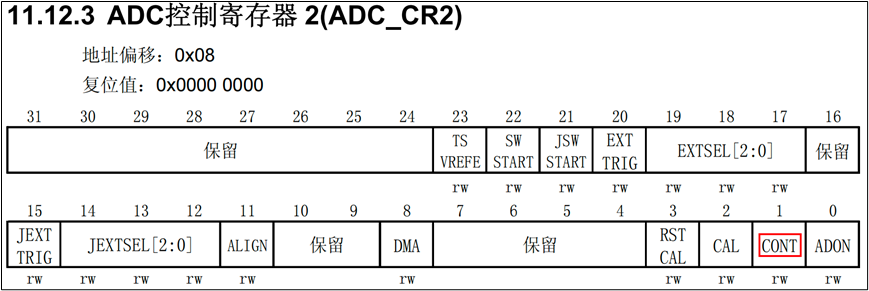 11.12.3 ADC控制寄存器 2(ADC_CR2)
地址偏移：0x08
复位值：0x0000 0000
31 30 29 28 27 26 25 24 23 22 21 20 19 18 17 16
保留 TS VREFE SW START JSW START EXT TRIG EXTSEL[2:0] 保留
rw rw rw rw rw rw rw
15 14 13 12 11 10 9 8 7 6 5 4 3 2 1 0
JEXT TRIG JEXTSEL[2:0] ALIGN 保留 DMA 保留 RST CAL CAL CONT ADON
rw rw rw rw rw rw rw rw rw rw